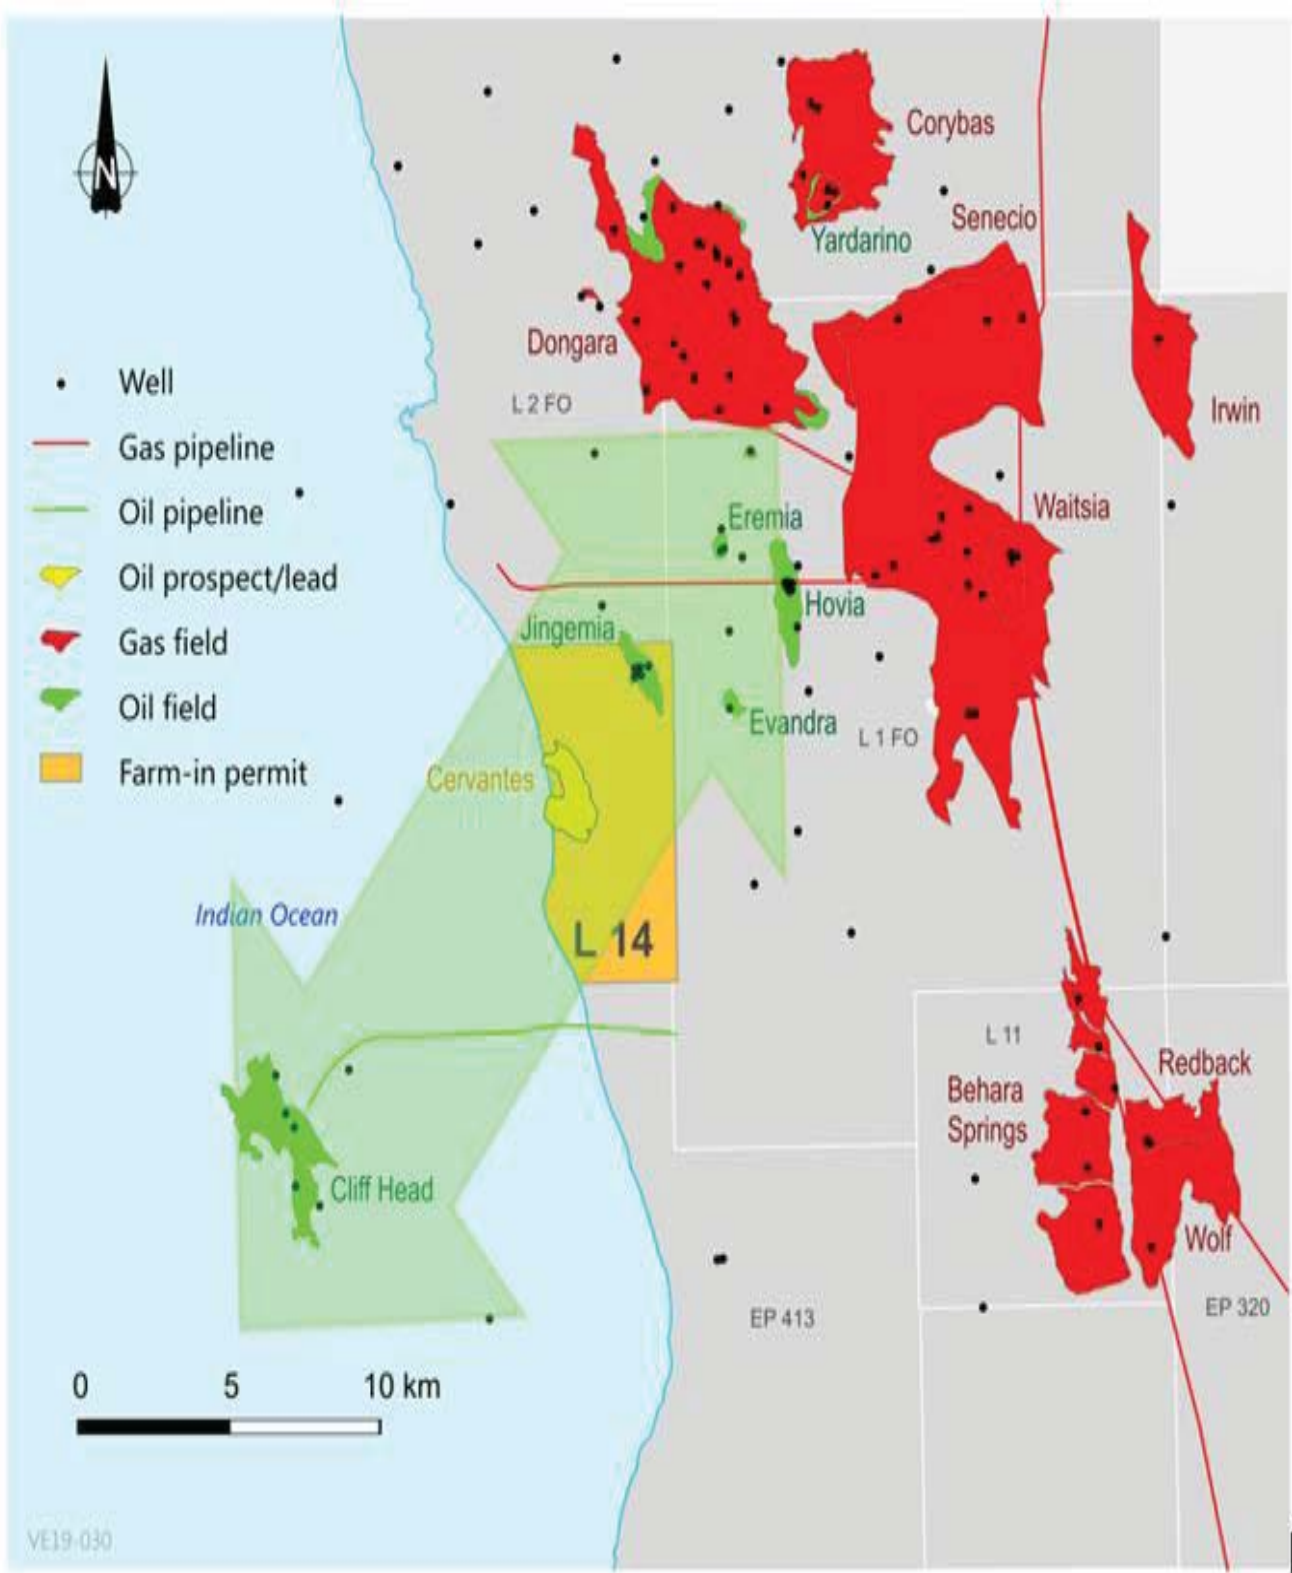 N
Corybas
Senecio
Yardarino
Dongara
L 2 FO
Irwin
Well
Gas pipeline
Oil pipeline
Oil prospect/lead
Gas field
Oil field
Farm-in permit
Waitsia
Eremia
Hovia
Jingemia
Evandra
L 1 FO
Cervantes
Indian Ocean
L 14
L 11
Redback
Behara
Springs
Cliff Head
Wolf
EP 413
EP 320
0 5 10 km
VE19-030